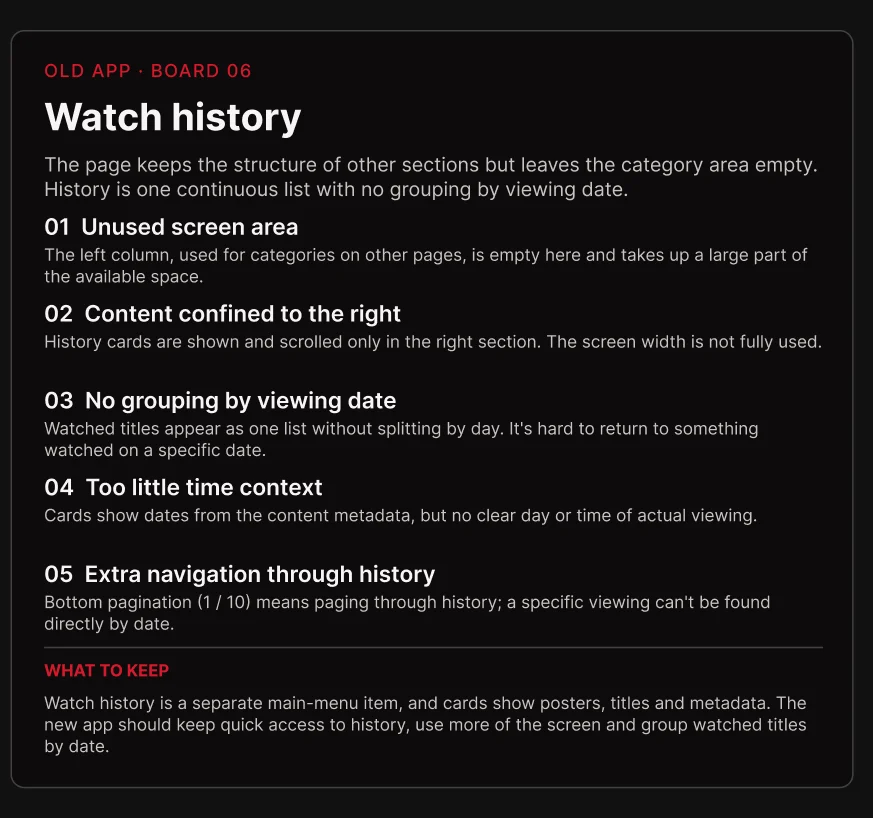 OLD APP · BOARD 06
Watch history
The page keeps the structure of other sections but leaves the category area empty.
History is one continuous list with no grouping by viewing date.
01 Unused screen area
The left column, used for categories on other pages, is empty here and takes up a large part of
the available space.
02 Content confined to the right
History cards are shown and scrolled only in the right section. The screen width is not fully used.
03 No grouping by viewing date
Watched titles appear as one list without splitting by day. It's hard to return to something
watched on a specific date.
04 Too little time context
Cards show dates from the content metadata, but no clear day or time of actual viewing.
05 Extra navigation through history
Bottom pagination (1 / 10) means paging through history; a specific viewing can't be found
directly by date.
WHAT TO KEEP
Watch history is a separate main-menu item, and cards show posters, titles and metadata. The
new app should keep quick access to history, use more of the screen and group watched titles
by date.